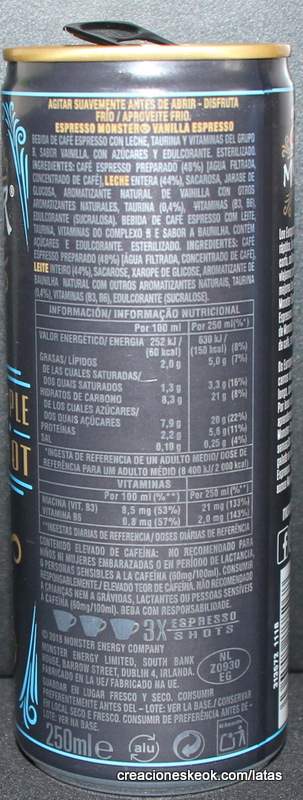 AGITAR SUAVEMENTE ANTES DE ABRIR - DISFRUTA
FRÍO / APROVEITE FRIO.
ESPRESSO MONSTER® VANILLA ESPRESSO
BEBIDA DE CAFÉ ESPRESSO CON LECHE, TAURINA Y VITAMINAS DEL GRUPO
B, SABOR VAINILLA, CON AZÚCARES Y EDULCORANTE. ESTERILIZADO.
INGREDIENTES: CAFÉ ESPRESSO PREPARADO (48%) [AGUA FILTRADA,
CONCENTRADO DE CAFÉ], LECHE ENTERA (44%), SACAROSA, JARABE DE
GLUCOSA, AROMATIZANTE NATURAL DE VAINILLA CON OTROS
AROMATIZANTES NATURALES, TAURINA (0,4%), VITAMINAS (B3, B6),
EDULCORANTE (SUCRALOSA). BEBIDA DE CAFÉ ESPRESSO COM LEITE,
TAURINA, VITAMINAS DO COMPLEXO B E SABOR A BAUNILHA, CONTÉM
AÇÚCARES E EDULCORANTE. ESTERILIZADO. INGREDIENTES: CAFÉ
ESPRESSO PREPARADO (48%) [ÁGUA FILTRADA, CONCENTRADO DE CAFÉ],
LEITE INTEIRO (44%), SACAROSE, XAROPE DE GLICOSE, AROMATIZANTE DE
BAUNILHA NATURAL COM OUTROS AROMATIZANTES NATURAIS, TAURINA
(0,4%), VITAMINAS (B3, B6), EDULCORANTE (SUCRALOSE).
INFORMACIÓN/ INFORMAÇÃO NUTRICIONAL
Por 100 ml Por 250 ml(*)
VALOR ENERGÉTICO/ ENERGIA 252 kJ / 630 kJ /
(60 kcal) (150 kcal) (8%)
GRASAS/ LÍPIDOS 2,0 g 5,0 g (7%)
DE LAS CUALES SATURADAS/
DOS QUAIS SATURADOS 1,3 g 3,3 g (16%)
HIDRATOS DE CARBONO 8,3 g 21 g (8%)
DE LOS CUALES AZÚCARES/
DOS QUAIS AÇÚCARES 7,9 g 20 g (22%)
PROTEÍNAS 2,2 g 5,6 g (11%)
SAL 0,10 g 0,25 g (4%)
*INGESTA DE REFERENCIA DE UN ADULTO MEDIO/ DOSE DE
REFERÊNCIA PARA UM ADULTO MÉDIO (8 400 kJ / 2 000 kcal)
VITAMINAS
Por 100 ml (%**) Por 250 ml (%**)
NIACINA (VIT. B3) 8,5 mg (53%) 21 mg (133%)
VITAMINA B6 0,8 mg (57%) 2,0 mg (143%)
CONTENIDO ELEVADO DE CAFEÍNA: NO RECOMENDADO PARA
NIÑOS NI MUJERES EMBARAZADAS O EN PERÍODO DE LACTANCIA,
O PERSONAS SENSIBLES A LA CAFEÍNA (60mg/100ml). CONSUMIR
RESPONSABLEMENTE/ ELEVADO TEOR DE CAFEÍNA. NÃO RECOMENDADO
A CRIANÇAS NEM A GRÁVIDAS, LACTANTES OU PESSOAS SENSÍVEIS
À CAFEÍNA (60mg/100ml). BEBA COM RESPONSABILIDADE.
3X ESPRESSO
SHOTS
© 2018 MONSTER ENERGY COMPANY
MONSTER ENERGY LIMITED, SOUTH BANK
HOUSE, BARROW STREET, DUBLIN 4, IRLANDA.
FABRICADO EN LA UE/ FABRICADO NA UE.
GUARDAR EN LUGAR FRESCO Y SECO. CONSUMIR
PREFERENTEMENTE ANTES DEL - LOTE: VER LA BASE / CONSERVAR
EM LOCAL SECO E FRESCO. CONSUMIR DE PREFERÊNCIA ANTES DE -
LOTE: VER NA BASE.
NL
Z0930
EG
250ml e
alu
creacioneskeok.com/latas